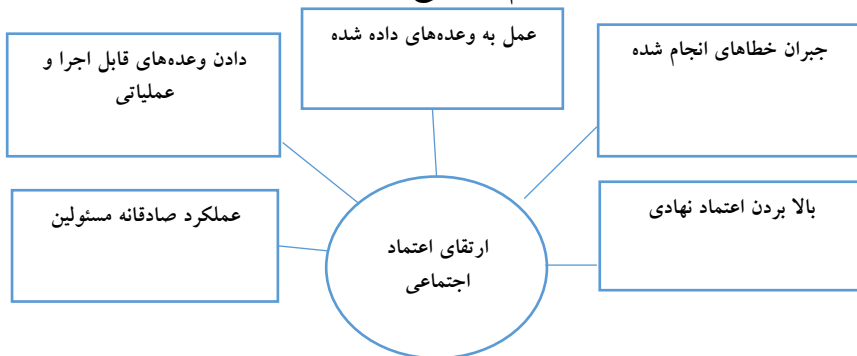 عمل به وعده‌های داده شده
جبران خطاهای انجام شده
دادن وعده‌های قابل اجرا و
عملیاتی
بالا بردن اعتماد نهادی
عملکرد صادقانه مسئولین
ارتقای اعتماد
اجتماعی